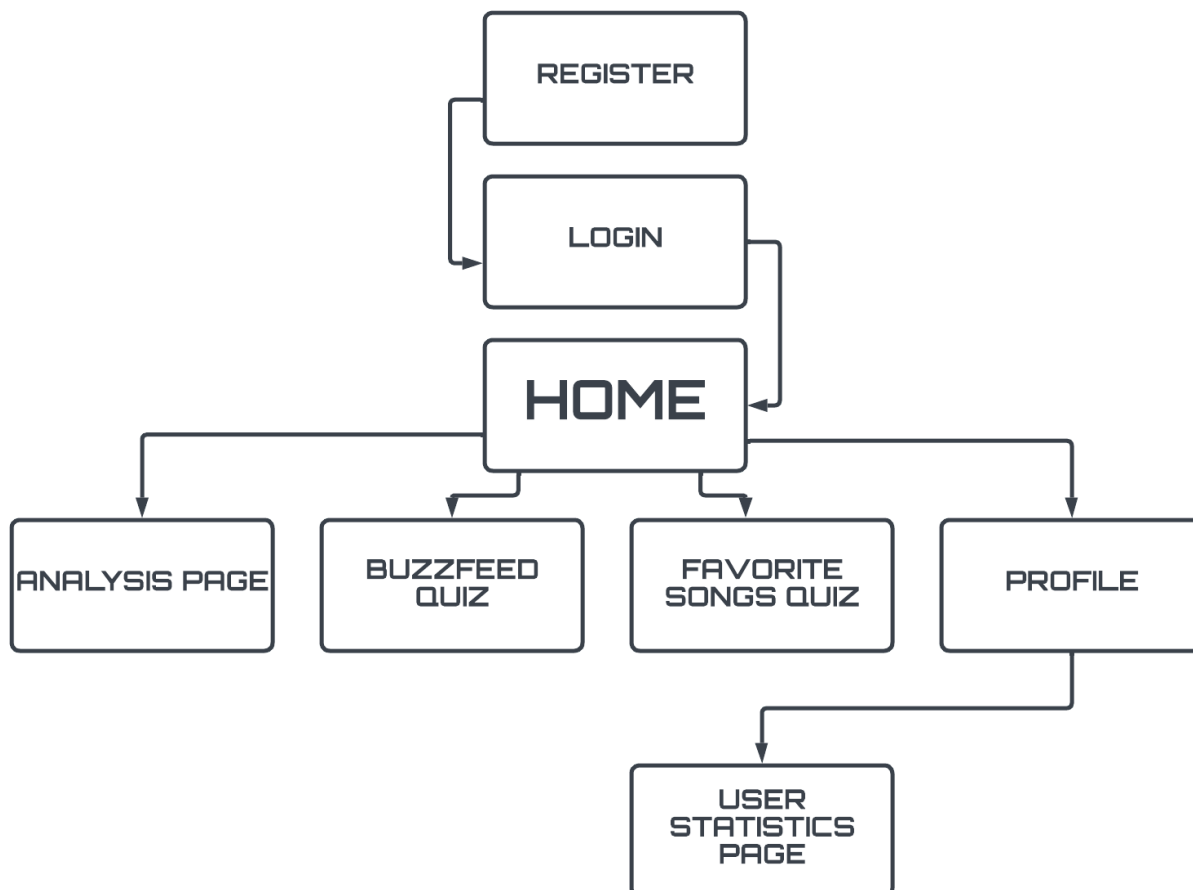 REGISTER
LOGIN
HOME
ANALYSIS PAGE
BUZZFEED
QUIZ
FAVORITE
SONGS QUIZ
PROFILE
USER
STATISTICS
PAGE